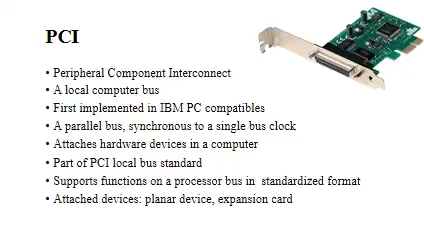 PCI
• Peripheral Component Interconnect
• A local computer bus
• First implemented in IBM PC compatibles
• A parallel bus, synchronous to a single bus clock
• Attaches hardware devices in a computer
• Part of PCI local bus standard
• Supports functions on a processor bus in  standardized format
• Attached devices: planar device, expansion card